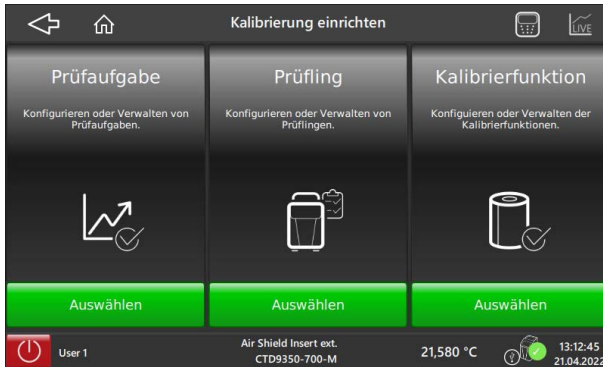 Kalibrierung einrichten
LIVE
Prüfaufgabe
Konfigurieren oder Verwalten von
Prüfaufgaben.
Auswählen
Prüfling
Konfigurieren oder Verwalten von
Prüflingen.
Auswählen
Kalibrierfunktion
Konfiguieren oder Verwalten der
Kalibrierfunktionen.
Auswählen
User 1
Air Shield Insert ext.
CTD9350-700-M
21,580 °C
?
13:12:45
21.04.2022